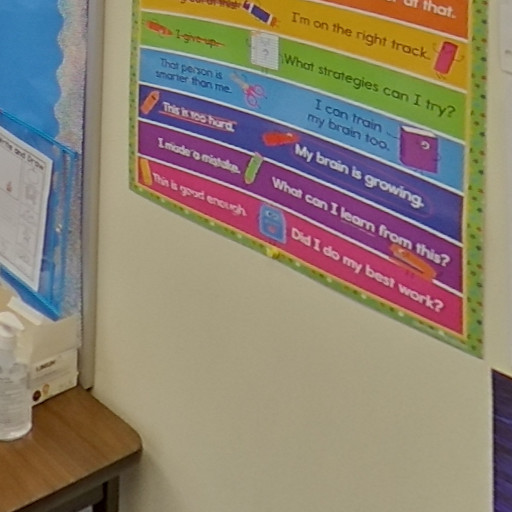 at that.
I'm on the right track.
I give up.
What strategies can I try?
That person is
smarter than me.
I can train
my brain too.
This is too hard.
My brain is growing.
I made a mistake.
What can I learn from this?
This is good enough.
Did I do my best work?